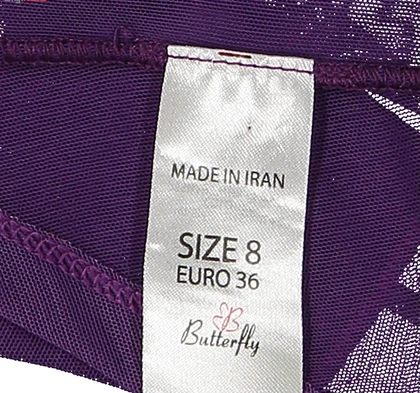 MADE IN IRAN
SIZE 8
EURO 36
B
Butterfly